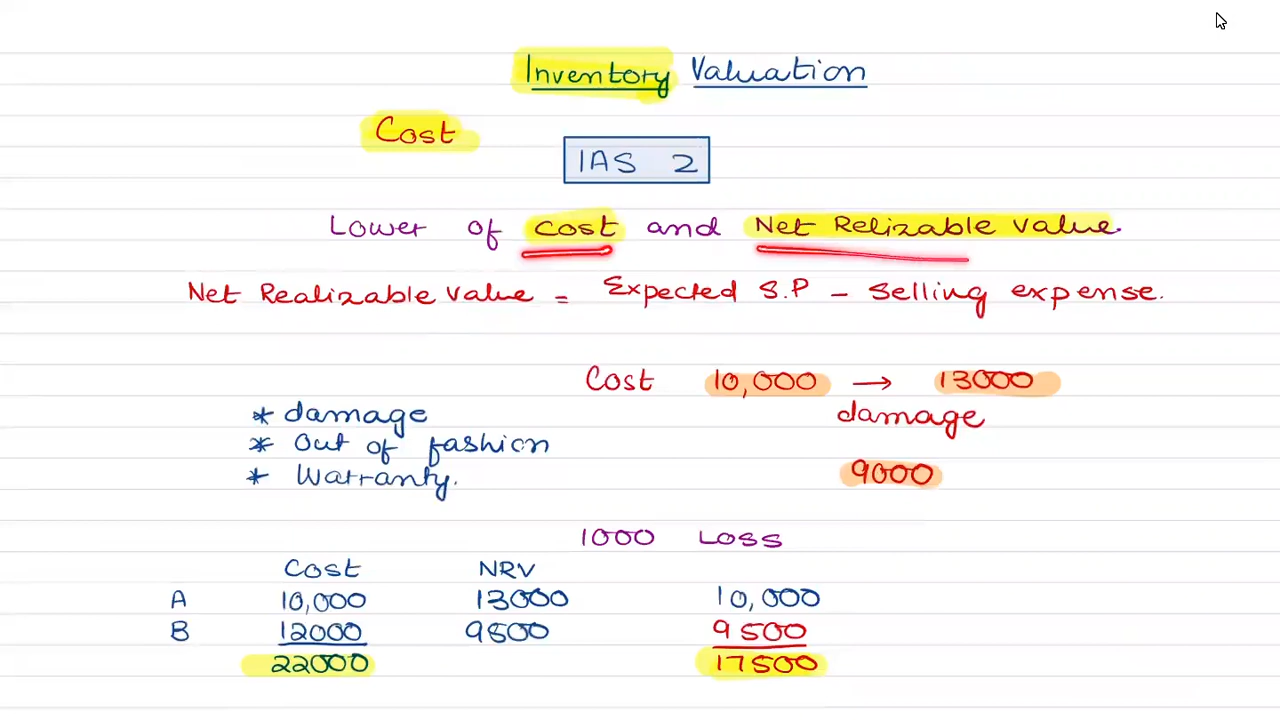 Inventory Valuation
Cost
IAS 2
Lower of Cost and Net Relizable Value.
Net Realizable Value = Expected S.P - Selling expense.
Cost 10,000 → 13000
* damage damage
* Out of fashion
* Warranty. 9000
1000 Loss
Cost NRV
A 10,000 13000 10,000
B 12000 9500 9500
22000 17500